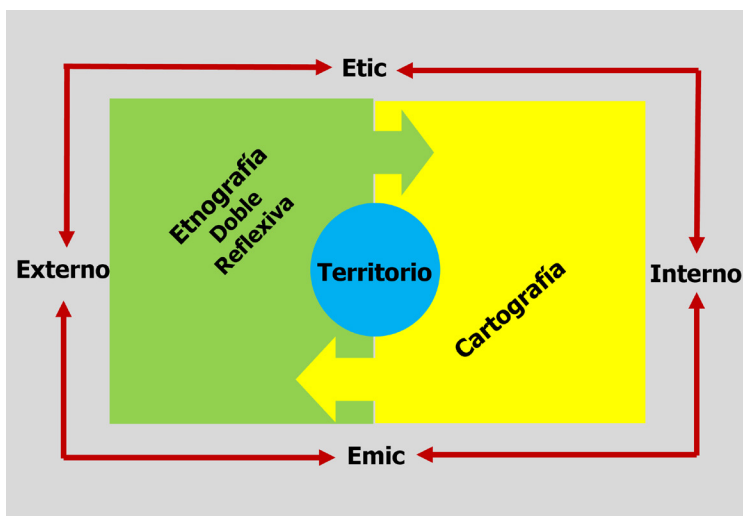 Etic
Etnografía
Doble
Reflexiva
Externo
Territorio
Interno
Cartografía
Emic